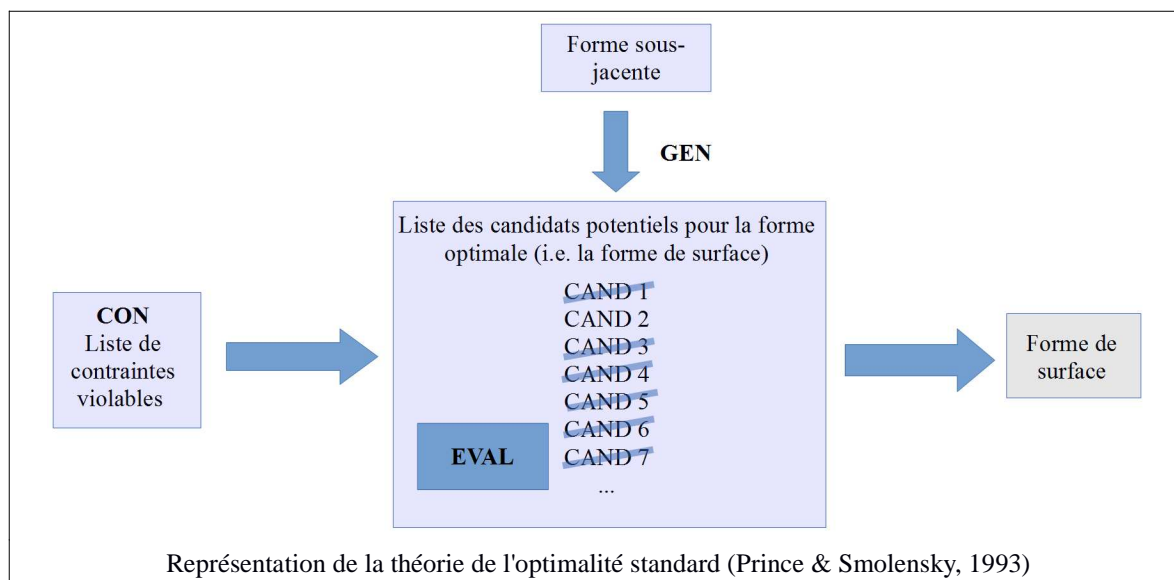 Forme sous-
jacente
GEN
Liste des candidats potentiels pour la forme
optimale (i.e. la forme de surface)
CAND 1
CAND 2
CAND 3
CAND 4
CAND 5
CAND 6
CAND 7
...
EVAL
CON
Liste de
contraintes
violables
Forme de
surface
Représentation de la théorie de l'optimalité standard (Prince & Smolensky, 1993)